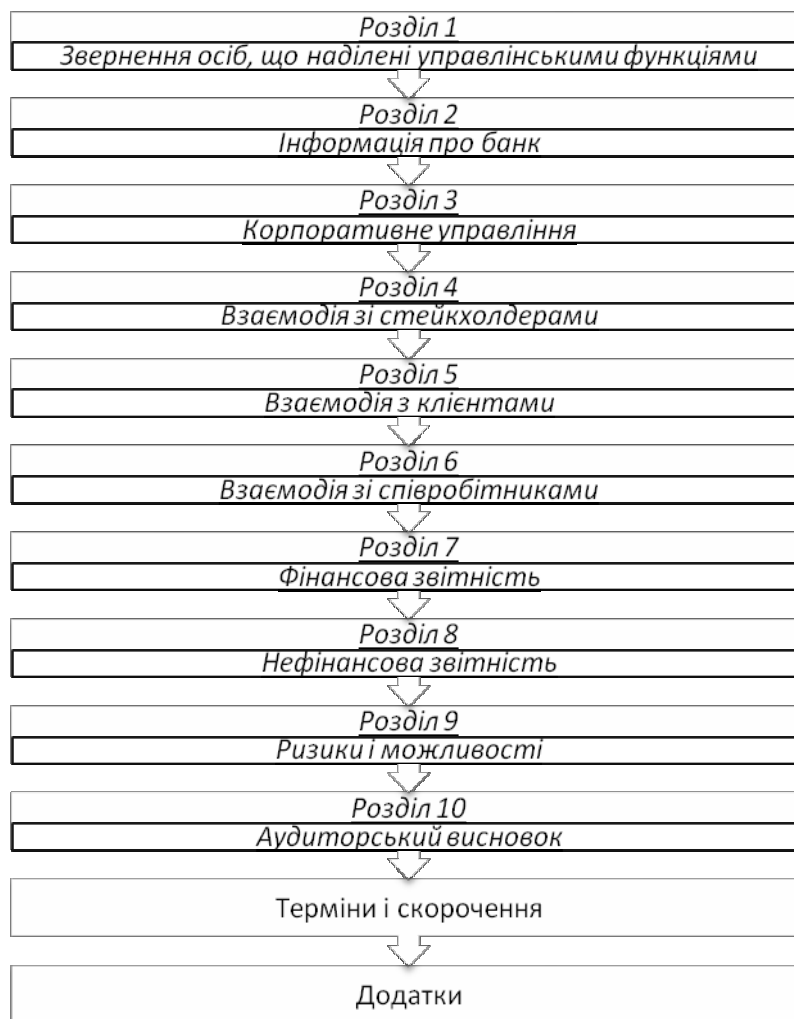 Розділ 1
Звернення осіб, що наділені управлінськими функціями
Розділ 2
Інформація про банк
Розділ 3
Корпоративне управління
Розділ 4
Взаємодія зі стейкхолдерами
Розділ 5
Взаємодія з клієнтами
Розділ 6
Взаємодія зі співробітниками
Розділ 7
Фінансова звітність
Розділ 8
Нефінансова звітність
Розділ 9
Ризики і можливості
Розділ 10
Аудиторський висновок
Терміни і скорочення
Додатки